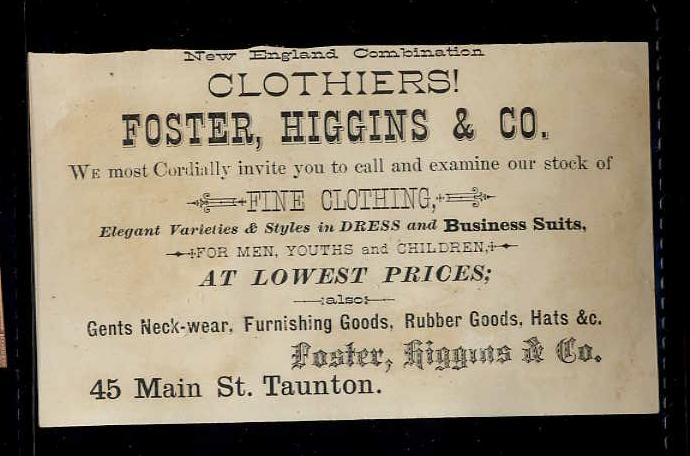 New England Combination
CLOTHIERS!
FOSTER, HIGGINS & CO.
WE most Cordially invite you to call and examine our stock of
FINE CLOTHING,
Elegant Varieties & Styles in DRESS and Business Suits,
FOR MEN, YOUTHS and CHILDREN,
AT LOWEST PRICES;
:also:
Gents Neck-wear, Furnishing Goods, Rubber Goods, Hats &c.
Foster, Higgins & Co.
45 Main St. Taunton.